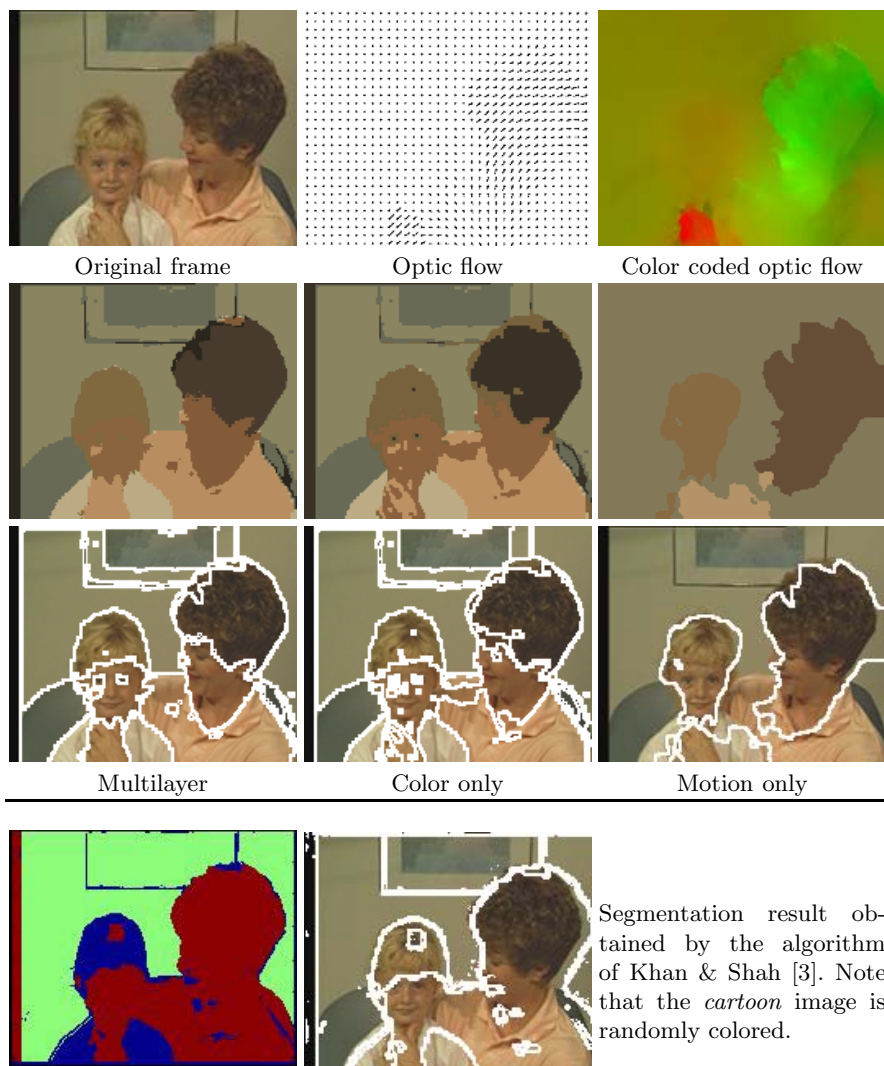 Original frame
Optic flow
Color coded optic flow
Multilayer
Color only
Motion only
Segmentation result ob-
tained by the algorithm
of Khan & Shah [3]. Note
that the cartoon image is
randomly colored.